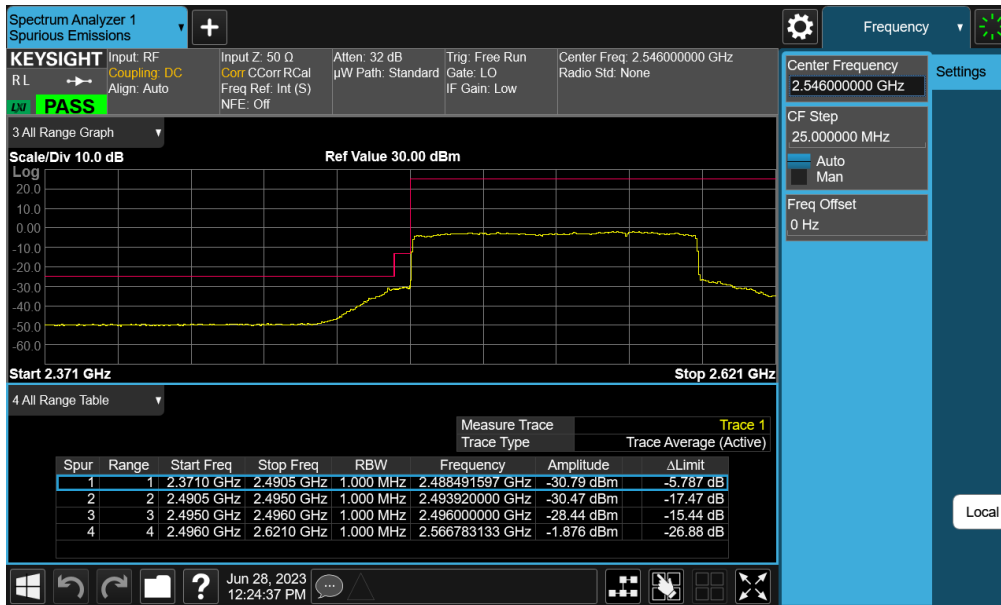 Spectrum Analyzer 1
Spurious Emissions
Frequency
KEYSIGHT
R L
LXI PASS
Input: RF
Coupling: DC
Align: Auto
Input Z: 50 Ω
Corr CCorr RCal
Freq Ref: Int (S)
NFE: Off
Atten: 32 dB
µW Path: Standard
Trig: Free Run
Gate: LO
IF Gain: Low
Center Freq: 2.546000000 GHz
Radio Std: None
Center Frequency
2.546000000 GHz
Settings
CF Step
25.000000 MHz
Auto
Man
Freq Offset
0 Hz
3 All Range Graph
Scale/Div 10.0 dB Ref Value 30.00 dBm
Log
20.0
10.0
0.00
-10.0
-20.0
-30.0
-40.0
-50.0
-60.0
Start 2.371 GHz Stop 2.621 GHz
4 All Range Table
Measure Trace Trace 1
Trace Type Trace Average (Active)
Spur Range Start Freq Stop Freq RBW Frequency Amplitude ΔLimit
1 1 2.3710 GHz 2.4905 GHz 1.000 MHz 2.488491597 GHz -30.79 dBm -5.787 dB
2 2 2.4905 GHz 2.4950 GHz 1.000 MHz 2.493920000 GHz -30.47 dBm -17.47 dB
3 3 2.4950 GHz 2.4960 GHz 1.000 MHz 2.496000000 GHz -28.44 dBm -15.44 dB
4 4 2.4960 GHz 2.6210 GHz 1.000 MHz 2.566783133 GHz -1.876 dBm -26.88 dB
Local
?
Jun 28, 2023
12:24:37 PM